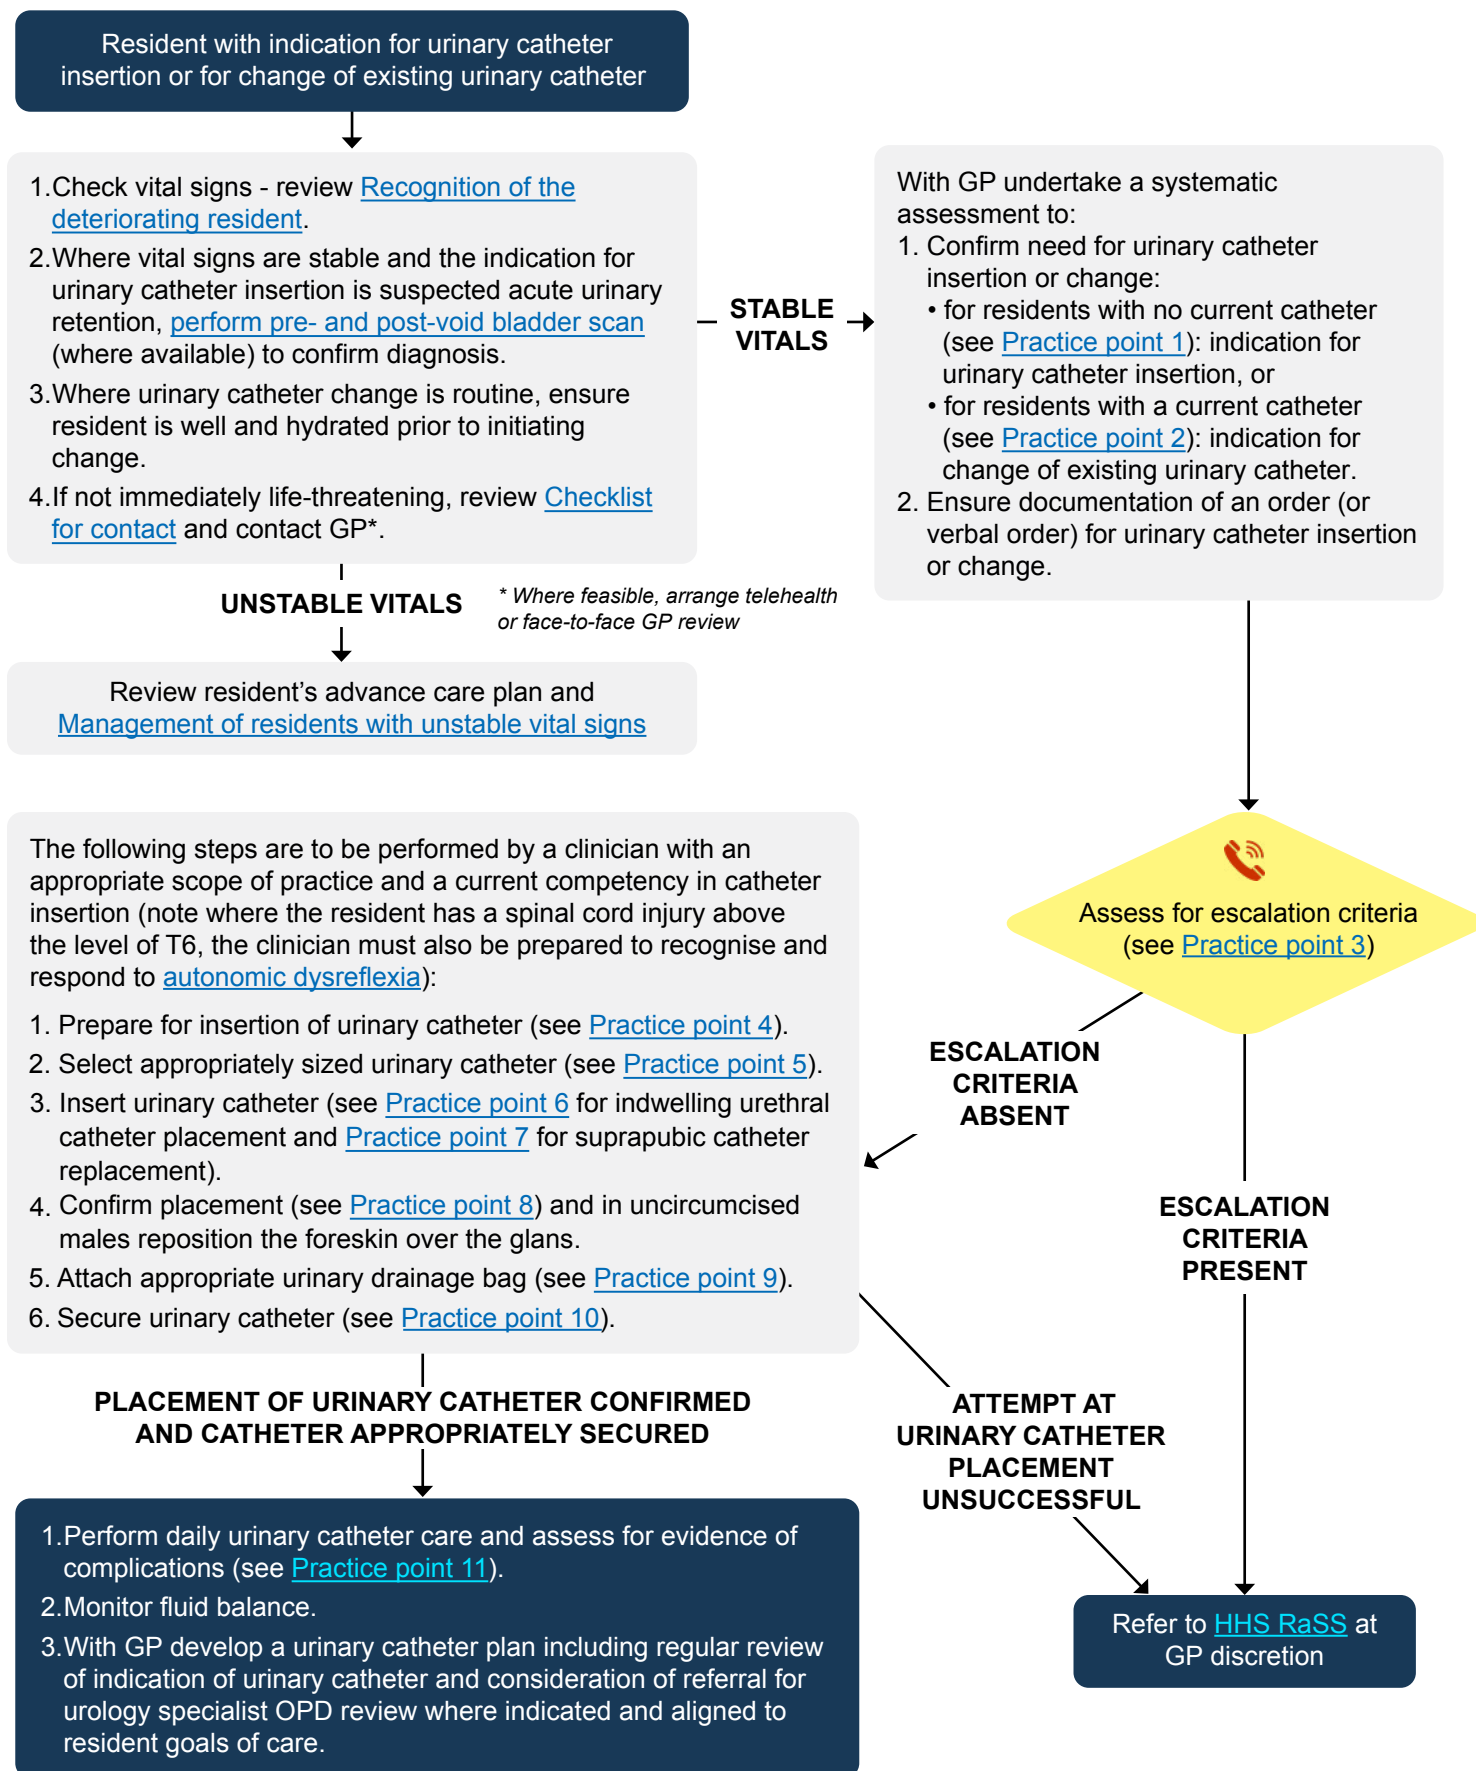 Resident with indication for urinary catheter
insertion or for change of existing urinary catheter
1.Check vital signs - review Recognition of the
deteriorating resident.
2.Where vital signs are stable and the indication for
urinary catheter insertion is suspected acute urinary
retention, perform pre- and post-void bladder scan
(where available) to confirm diagnosis.
3.Where urinary catheter change is routine, ensure
resident is well and hydrated prior to initiating
change.
4.If not immediately life-threatening, review Checklist
for contact and contact GP*.
STABLE
VITALS
With GP undertake a systematic
assessment to:
1. Confirm need for urinary catheter
insertion or change:
• for residents with no current catheter
(see Practice point 1): indication for
urinary catheter insertion, or
• for residents with a current catheter
(see Practice point 2): indication for
change of existing urinary catheter.
2. Ensure documentation of an order (or
verbal order) for urinary catheter insertion
or change.
UNSTABLE VITALS
* Where feasible, arrange telehealth
or face-to-face GP review
Review resident's advance care plan and
Management of residents with unstable vital signs
Assess for escalation criteria
(see Practice point 3)
ESCALATION
CRITERIA
ABSENT
ESCALATION
CRITERIA
PRESENT
The following steps are to be performed by a clinician with an
appropriate scope of practice and a current competency in catheter
insertion (note where the resident has a spinal cord injury above
the level of T6, the clinician must also be prepared to recognise and
respond to autonomic dysreflexia):
1. Prepare for insertion of urinary catheter (see Practice point 4).
2. Select appropriately sized urinary catheter (see Practice point 5).
3. Insert urinary catheter (see Practice point 6 for indwelling urethral
catheter placement and Practice point 7 for suprapubic catheter
replacement).
4. Confirm placement (see Practice point 8) and in uncircumcised
males reposition the foreskin over the glans.
5. Attach appropriate urinary drainage bag (see Practice point 9).
6. Secure urinary catheter (see Practice point 10).
PLACEMENT OF URINARY CATHETER CONFIRMED
AND CATHETER APPROPRIATELY SECURED
ATTEMPT AT
URINARY CATHETER
PLACEMENT
UNSUCCESSFUL
1.Perform daily urinary catheter care and assess for evidence of
complications (see Practice point 11).
2.Monitor fluid balance.
3.With GP develop a urinary catheter plan including regular review
of indication of urinary catheter and consideration of referral for
urology specialist OPD review where indicated and aligned to
resident goals of care.
Refer to HHS RaSS at
GP discretion